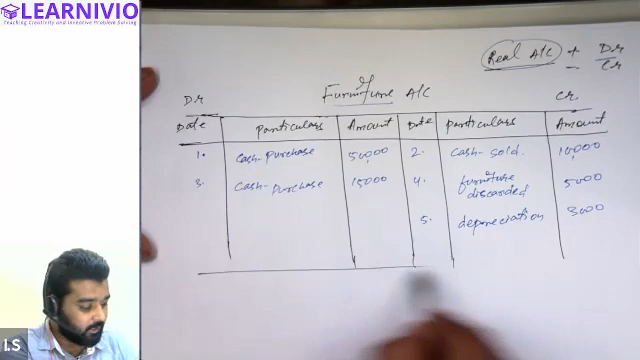 LEARNIVIO
Teaching Creativity and Inventive Problem Solving
Real A/C + Dr
- Cr
Furniture A/C
Dr Cr.
Date Particulars Amount Date Particulars Amount
1. Cash-purchase 50,000 2. Cash-sold. 10,000
3. Cash-purchase 15000 4. furniture discarded 5000
5. depreciation 3000
I.S